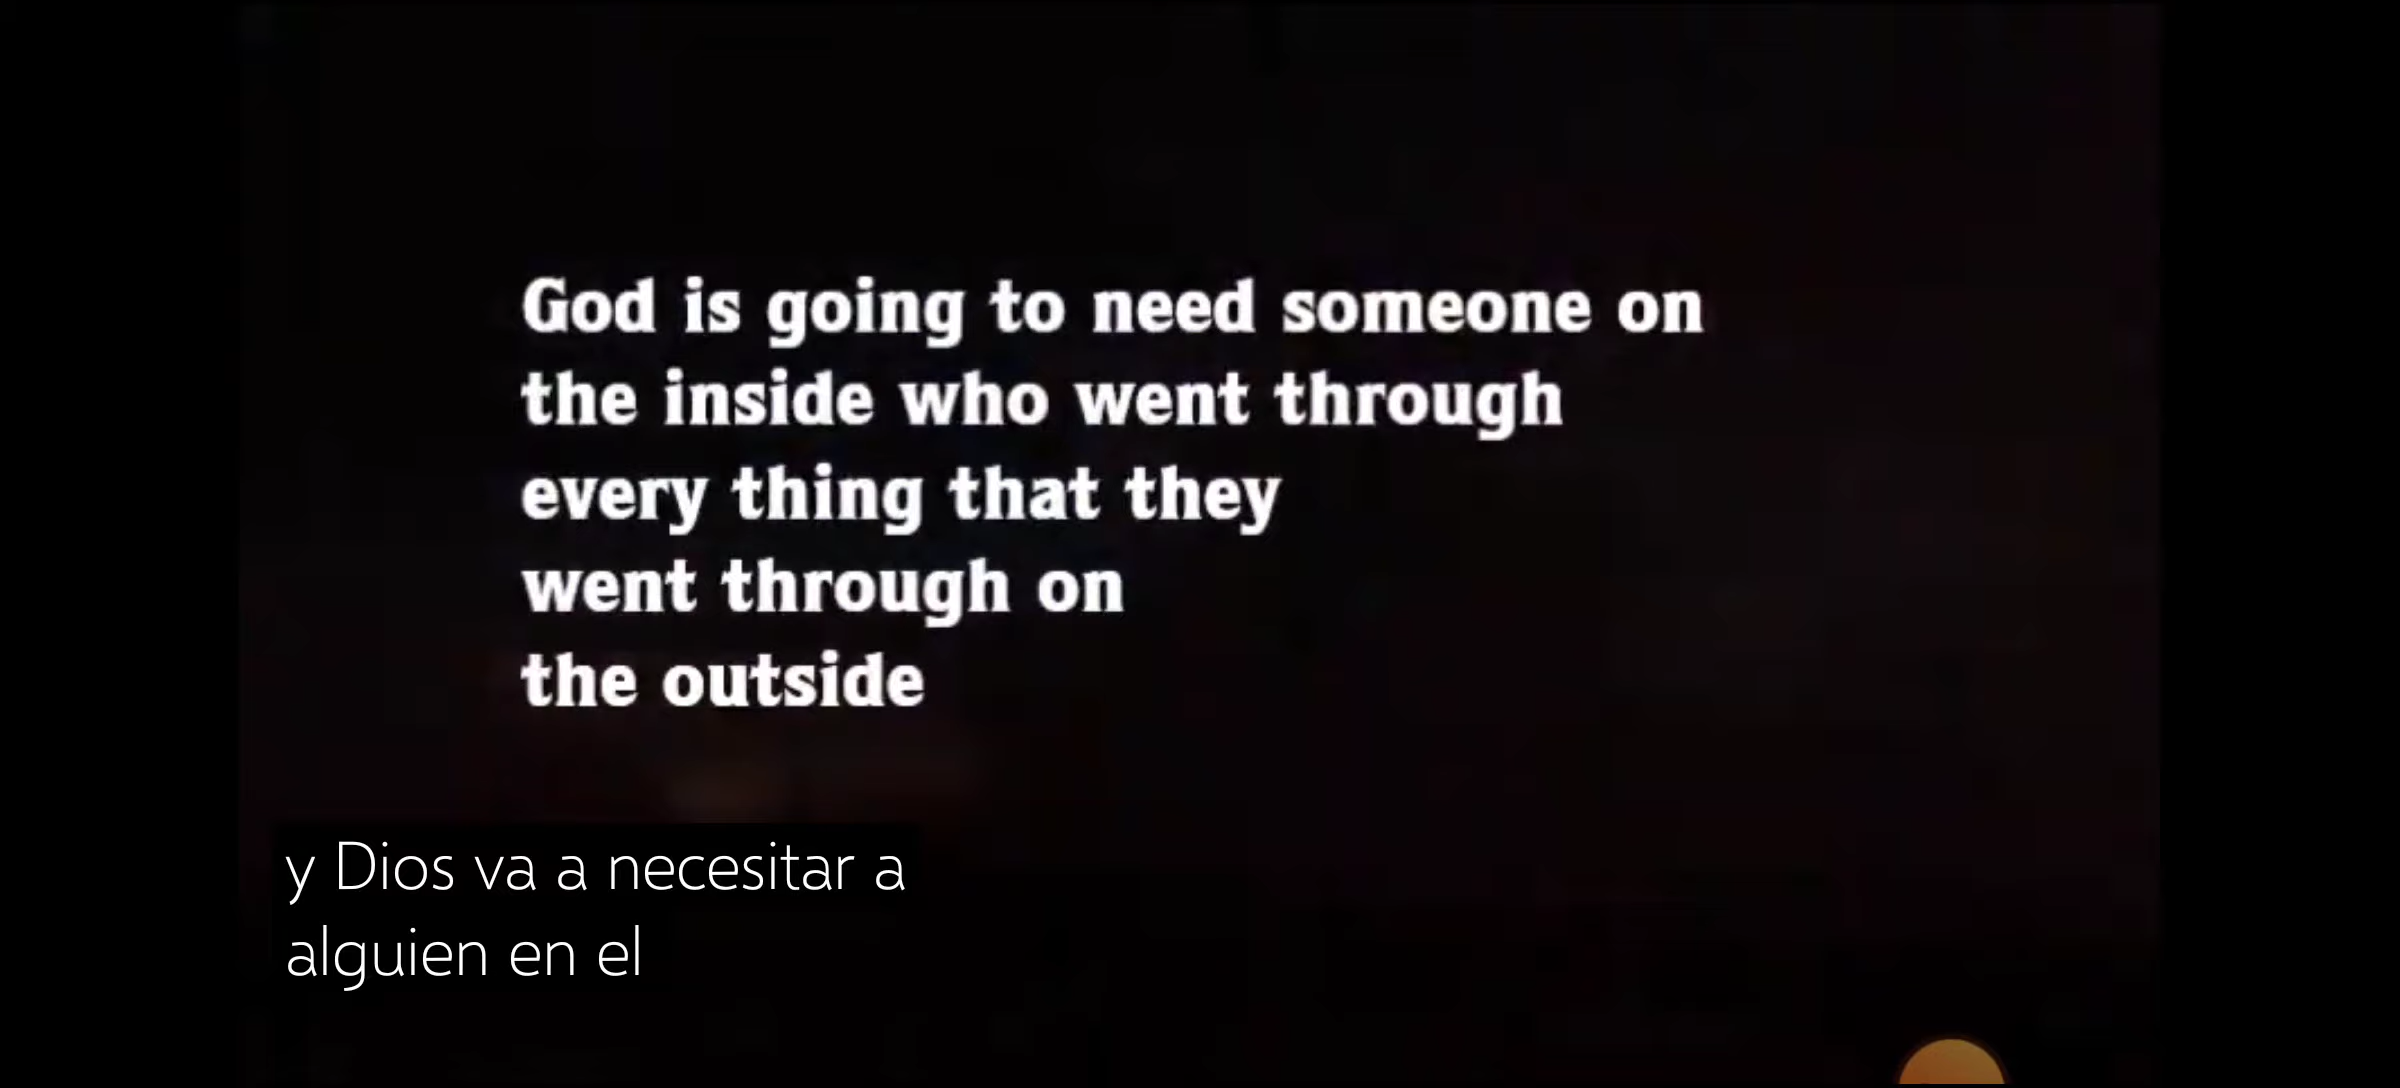 God is going to need someone on
the inside who went through
every thing that they
went through on
the outside
y Dios va a necesitar a
alguien en el